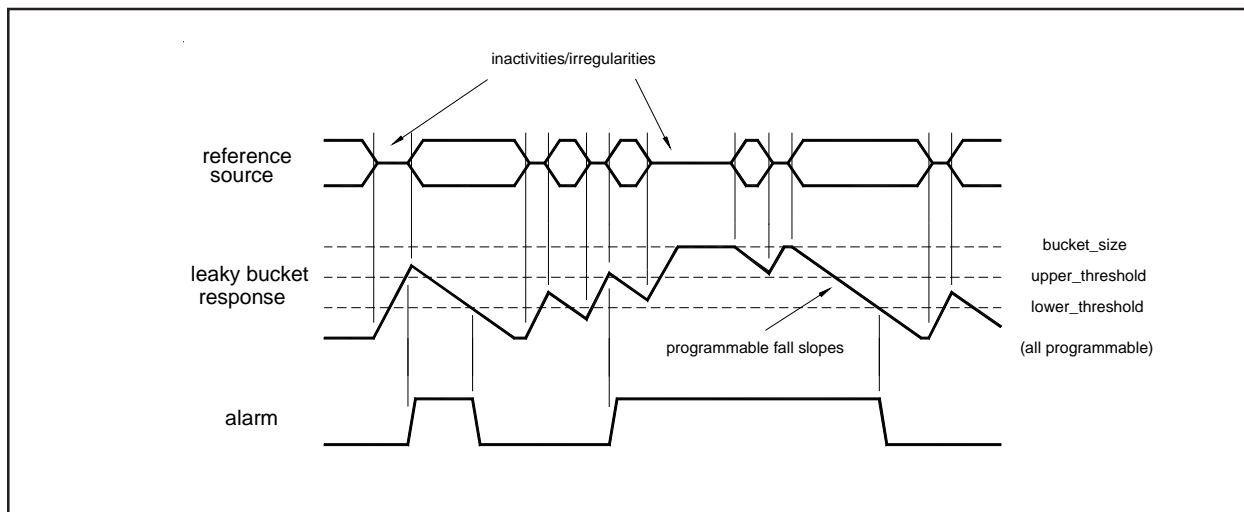 inactivities/irregularities
reference
source
bucket_size
leaky bucket
response
upper_threshold
lower_threshold
programmable fall slopes
(all programmable)
alarm